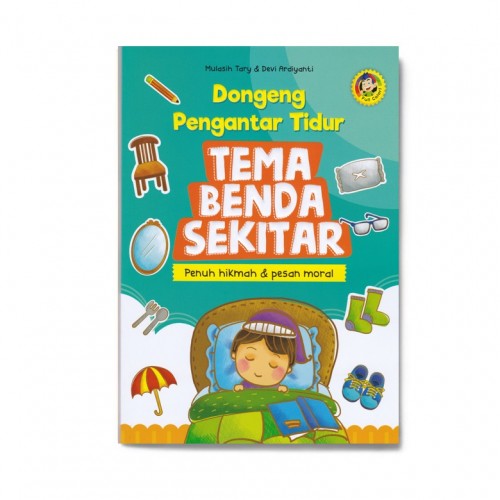 Mulasih Tary & Devi Ardiyanti
Dongeng
Pengantar Tidur
TEMA
BENDA
SEKITAR
Penuh hikmah & pesan moral